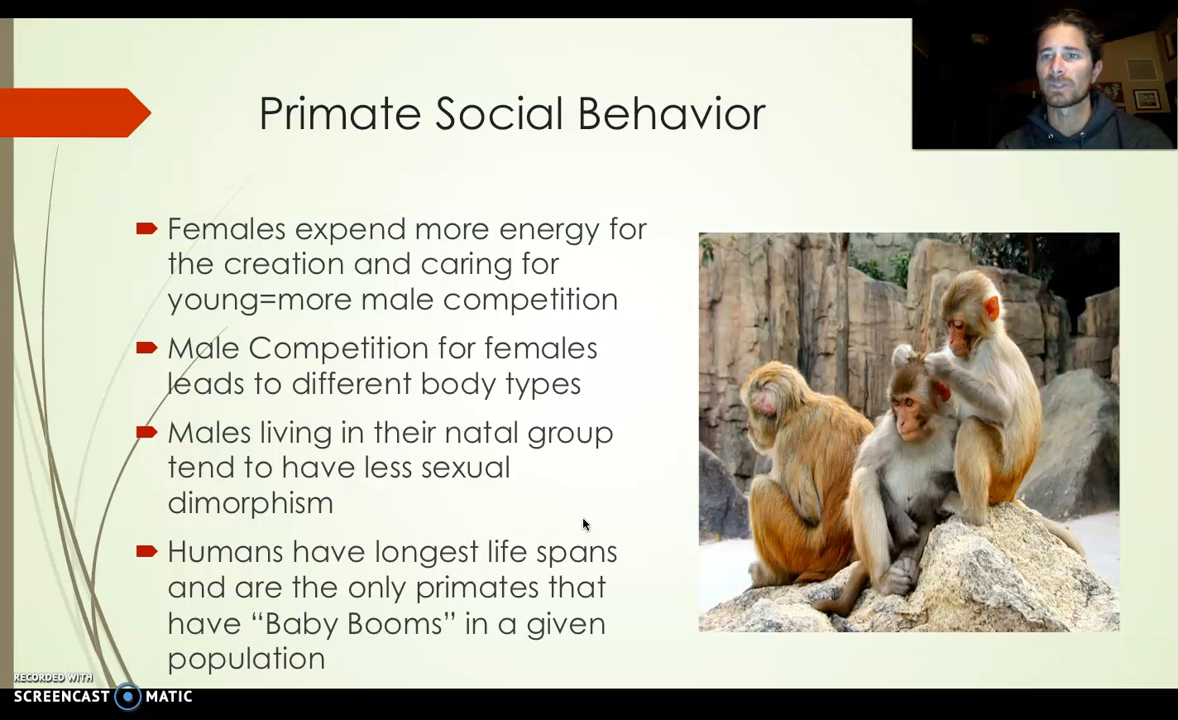 Primate Social Behavior
Females expend more energy for
the creation and caring for
young=more male competition
Male Competition for females
leads to different body types
Males living in their natal group
tend to have less sexual
dimorphism
Humans have longest life spans
and are the only primates that
have “Baby Booms” in a given
population
RECORDED WITH
SCREENCAST MATIC